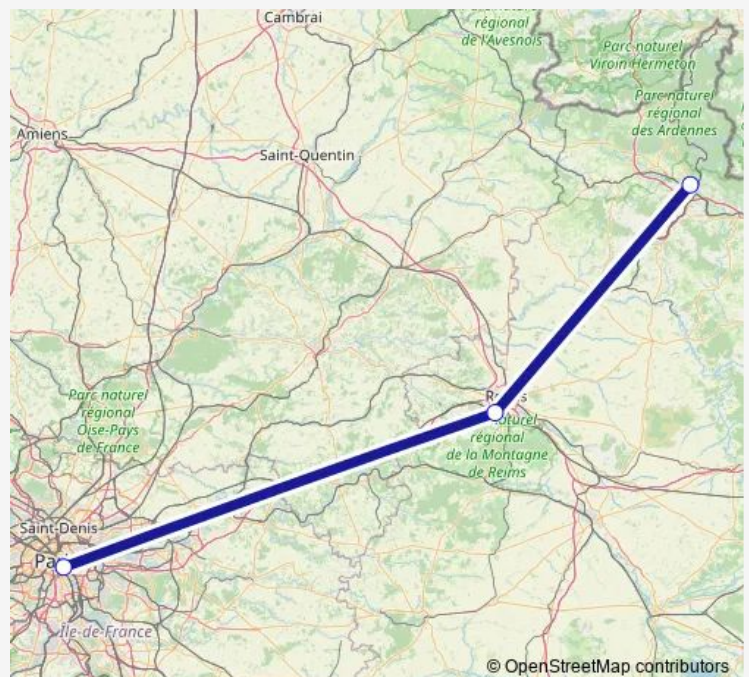 Cambrai
régional
de l'Avesnois
Parc naturel
Viroin Hermeton
Parc naturel
régional
des Ardennes
Amiens
Saint-Quentin
Parc naturel
régional
Oise-Pays
de France
naturel
régional
de la Montagne
de Reims
Saint-Denis
Île-de-France
© OpenStreetMap contributors